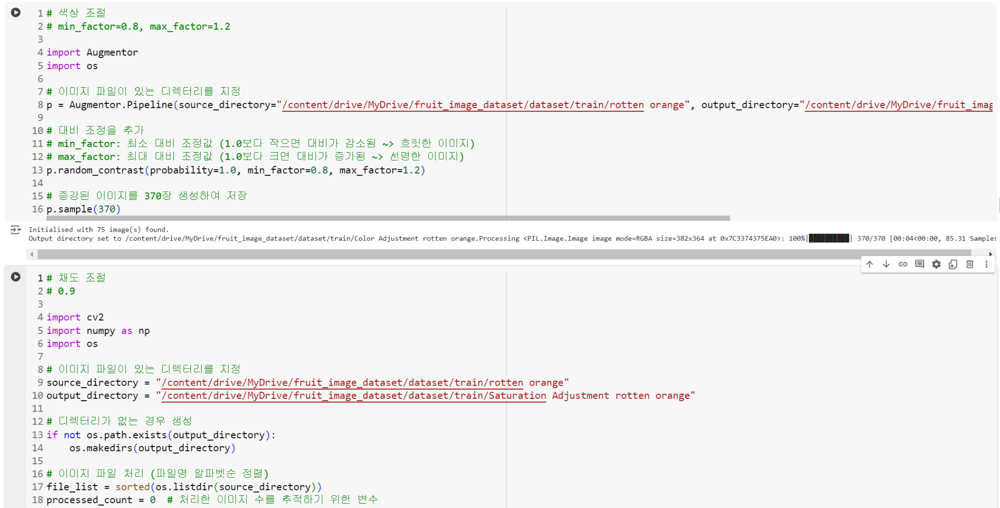 1 # 색상 조절
2 # min_factor=0.8, max_factor=1.2
3
4 import Augmentor
5 import os
6
7 # 이미지 파일이 있는 디렉터리를 지정
8 p = Augmentor.Pipeline(source_directory="/content/drive/MyDrive/fruit_image_dataset/dataset/train/rotten orange", output_directory="/content/drive/MyDrive/fruit_imag
9
10 # 대비 조정을 추가
11 # min_factor: 최소 대비 조정값 (1.0보다 작으면 대비가 감소됨 ~> 흐릿한 이미지)
12 # max_factor: 최대 대비 조정값 (1.0보다 크면 대비가 증가됨 ~> 선명한 이미지)
13 p.random_contrast(probability=1.0, min_factor=0.8, max_factor=1.2)
14
15 # 증강된 이미지를 370장 생성하여 저장
16 p.sample(370)
Initialised with 75 image(s) found.
Output directory set to /content/drive/MyDrive/fruit_image_dataset/dataset/train/Color Adjustment rotten orange.Processing <PIL.Image.Image image mode=RGBA size=382x364 at 0x7C3374375EA0>: 100%|██████████| 370/370 [00:04<00:00, 85.31 Samples
1 # 채도 조절
2 # 0.9
3
4 import cv2
5 import numpy as np
6 import os
7
8 # 이미지 파일이 있는 디렉터리를 지정
9 source_directory = "/content/drive/MyDrive/fruit_image_dataset/dataset/train/rotten orange"
10 output_directory = "/content/drive/MyDrive/fruit_image_dataset/dataset/train/Saturation Adjustment rotten orange"
11
12 # 디렉터리가 없는 경우 생성
13 if not os.path.exists(output_directory):
14     os.makedirs(output_directory)
15
16 # 이미지 파일 처리 (파일명 알파벳순 정렬)
17 file_list = sorted(os.listdir(source_directory))
18 processed_count = 0  # 처리한 이미지 수를 추적하기 위한 변수